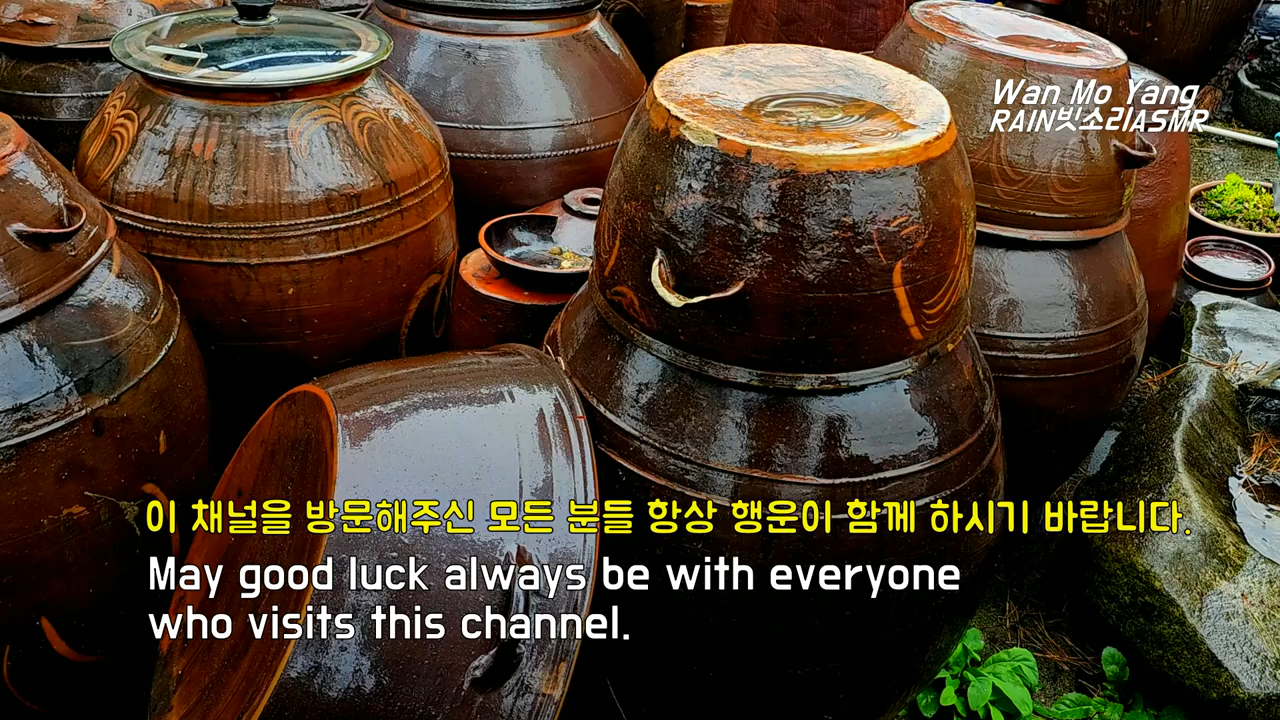 Wan Mo Yang
RAIN빗소리ASMR
이 채널을 방문해주신 모든 분들 항상 행운이 함께 하시기 바랍니다.
May good luck always be with everyone
who visits this channel.